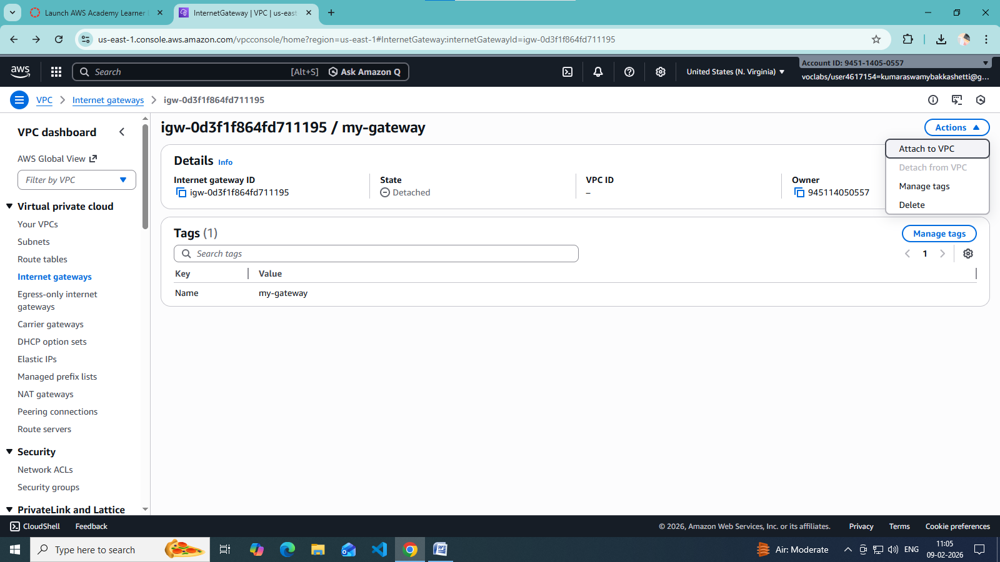 Launch AWS Academy Learner L
InternetGateway | VPC | us-east
us-east-1.console.aws.amazon.com/vpcconsole/home?region=us-east-1#InternetGateway:internetGatewayId=igw-0d3f1f864fd711195
aws
Search
[Alt+S]
Ask Amazon Q
United States (N. Virginia)
Account ID: 9451-1405-0557
voclabs/user4617154=kumaraswamybakkashetti@g...
VPC
Internet gateways
igw-0d3f1f864fd711195
VPC dashboard
AWS Global View
Filter by VPC
Virtual private cloud
Your VPCs
Subnets
Route tables
Internet gateways
Egress-only internet
gateways
Carrier gateways
DHCP option sets
Elastic IPs
Managed prefix lists
NAT gateways
Peering connections
Route servers
Security
Network ACLs
Security groups
PrivateLink and Lattice
igw-0d3f1f864fd711195 / my-gateway
Actions
Attach to VPC
Detach from VPC
Manage tags
Delete
Details Info
Internet gateway ID
igw-0d3f1f864fd711195
State
Detached
VPC ID
–
Owner
945114050557
Tags (1)
Manage tags
Search tags
1
Key Value
Name my-gateway
CloudShell
Feedback
© 2026, Amazon Web Services, Inc. or its affiliates.
Privacy
Terms
Cookie preferences
Type here to search
Air: Moderate
ENG
11:05
09-02-2026